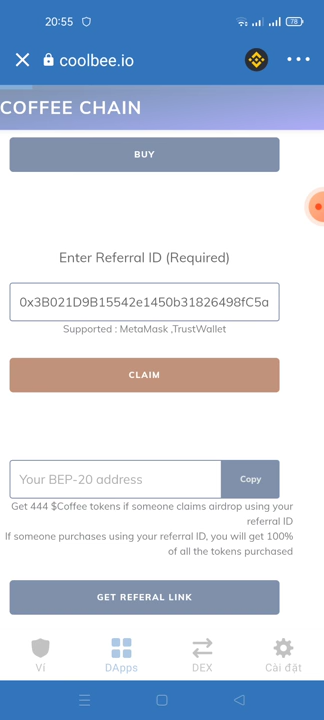 20:55
78
coolbee.io
COFFEE CHAIN
BUY
Enter Referral ID (Required)
0x3B021D9B15542e1450b31826498fC5a
Supported : MetaMask ,TrustWallet
CLAIM
Your BEP-20 address
Copy
Get 444 $Coffee tokens if someone claims airdrop using your
referral ID
If someone purchases using your referral ID, you will get 100%
of all the tokens purchased
GET REFERAL LINK
Ví
DApps
DEX
Cài đặt